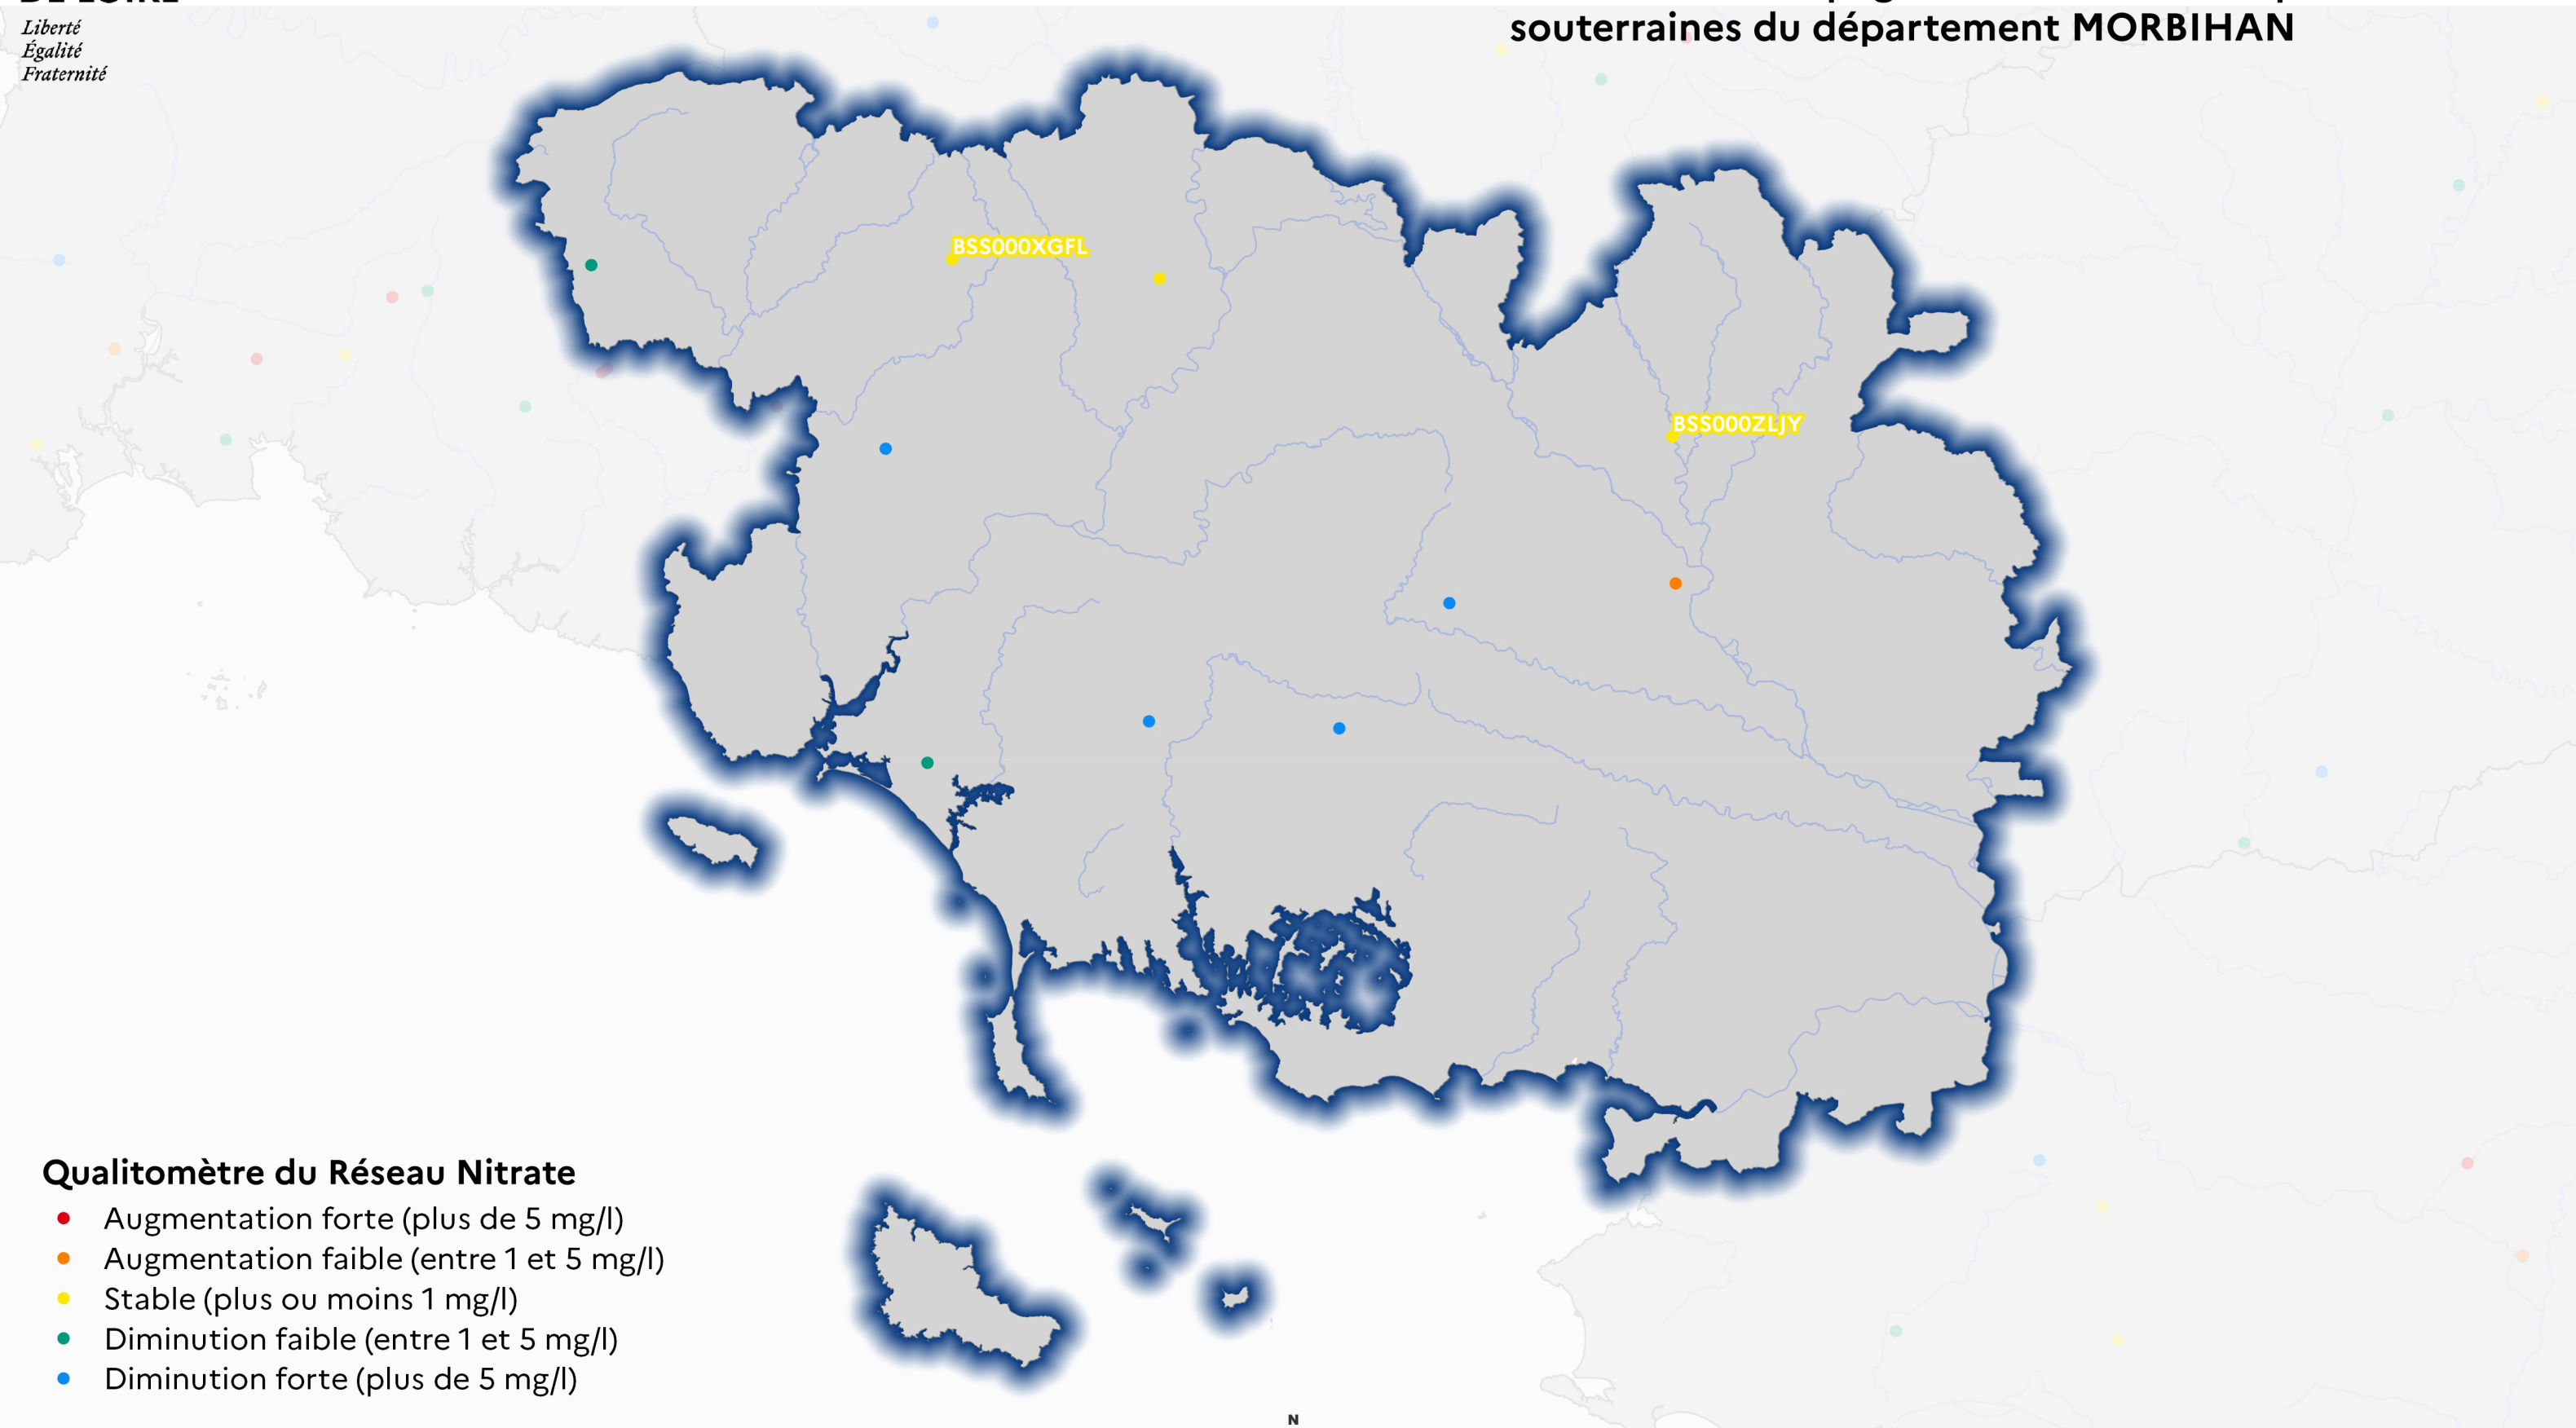 DE LOIRE
Liberté
Égalité
Fraternité
souterraines du département MORBIHAN
BSS000XGFL
BSS000ZLJY
Qualitomètre du Réseau Nitrate
Augmentation forte (plus de 5 mg/l)
Augmentation faible (entre 1 et 5 mg/l)
Stable (plus ou moins 1 mg/l)
Diminution faible (entre 1 et 5 mg/l)
Diminution forte (plus de 5 mg/l)
N